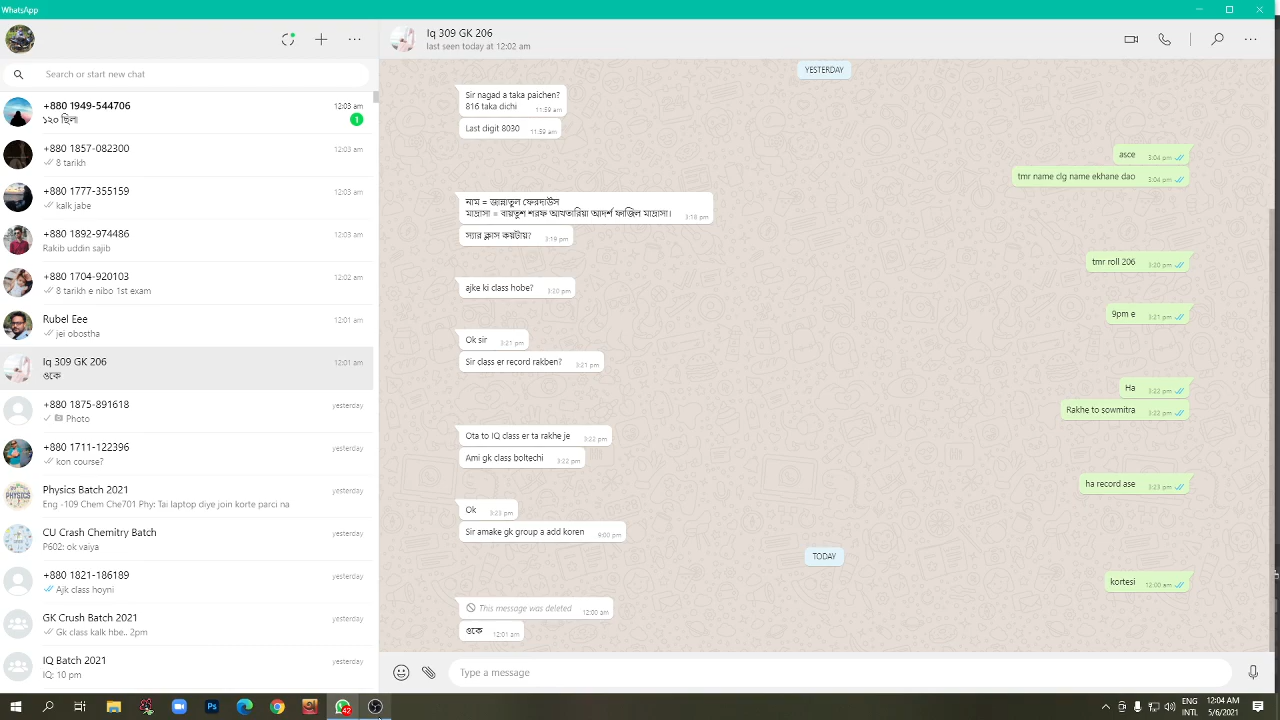 WhatsApp
Search or start new chat
+880 1949-544706 12:03 am
১২০ ছিলা 1
+880 1857-082300 12:03 am
8 tarikh
+880 1777-355159 12:03 am
kalk jabe
+880 1892-974486 12:03 am
Rakib uddin sajib
+880 1704-920103 12:02 am
8 tarikh e nibo 1st exam
Rubel Eee 12:01 am
jei obostha
Iq 309 GK 206 12:01 am
ওকে
+880 1875-891618 yesterday
Photo
+880 1711-122396 yesterday
kon course?
Physics Batch 2021 yesterday
Eng -109 Chem Che701 Phy: Tai laptop diye join korte parci na
CU Crash Chemitry Batch yesterday
P602: ok vaiya
+880 1821-186189 yesterday
Ajk class hoyni
GK Crush Batch 2021 yesterday
Gk class kalk hbe.. 2pm
IQ Batch 2021 yesterday
IQ: 10 pm
Iq 309 GK 206
last seen today at 12:02 am
YESTERDAY
Sir nagad a taka paichen?
816 taka dichi 11:59 am
Last digit 8030 11:59 am
asce 3:04 pm
tmr name clg name ekhane dao 3:04 pm
নাম = জান্নাতুল ফেরদাউস
মাদ্রাসা = বায়তুশ শরফ আখতারিয়া আদর্শ ফাজিল মাদ্রাসা। 3:18 pm
স্যার ক্লাস কয়টায়? 3:19 pm
tmr roll 206 3:20 pm
ajke ki class hobe? 3:20 pm
9pm e 3:21 pm
Ok sir 3:21 pm
Sir class er record rakben? 3:21 pm
Ha 3:22 pm
Rakhe to sowmitra 3:22 pm
Ota to IQ class er ta rakhe je 3:22 pm
Ami gk class boltechi 3:22 pm
ha record ase 3:23 pm
Ok 3:23 pm
Sir amake gk group a add koren 9:00 pm
TODAY
kortesi 12:00 am
This message was deleted 12:00 am
ওকে 12:01 am
Type a message
PHYSICS
Ps
42
ENG 12:04 AM
INTL 5/6/2021